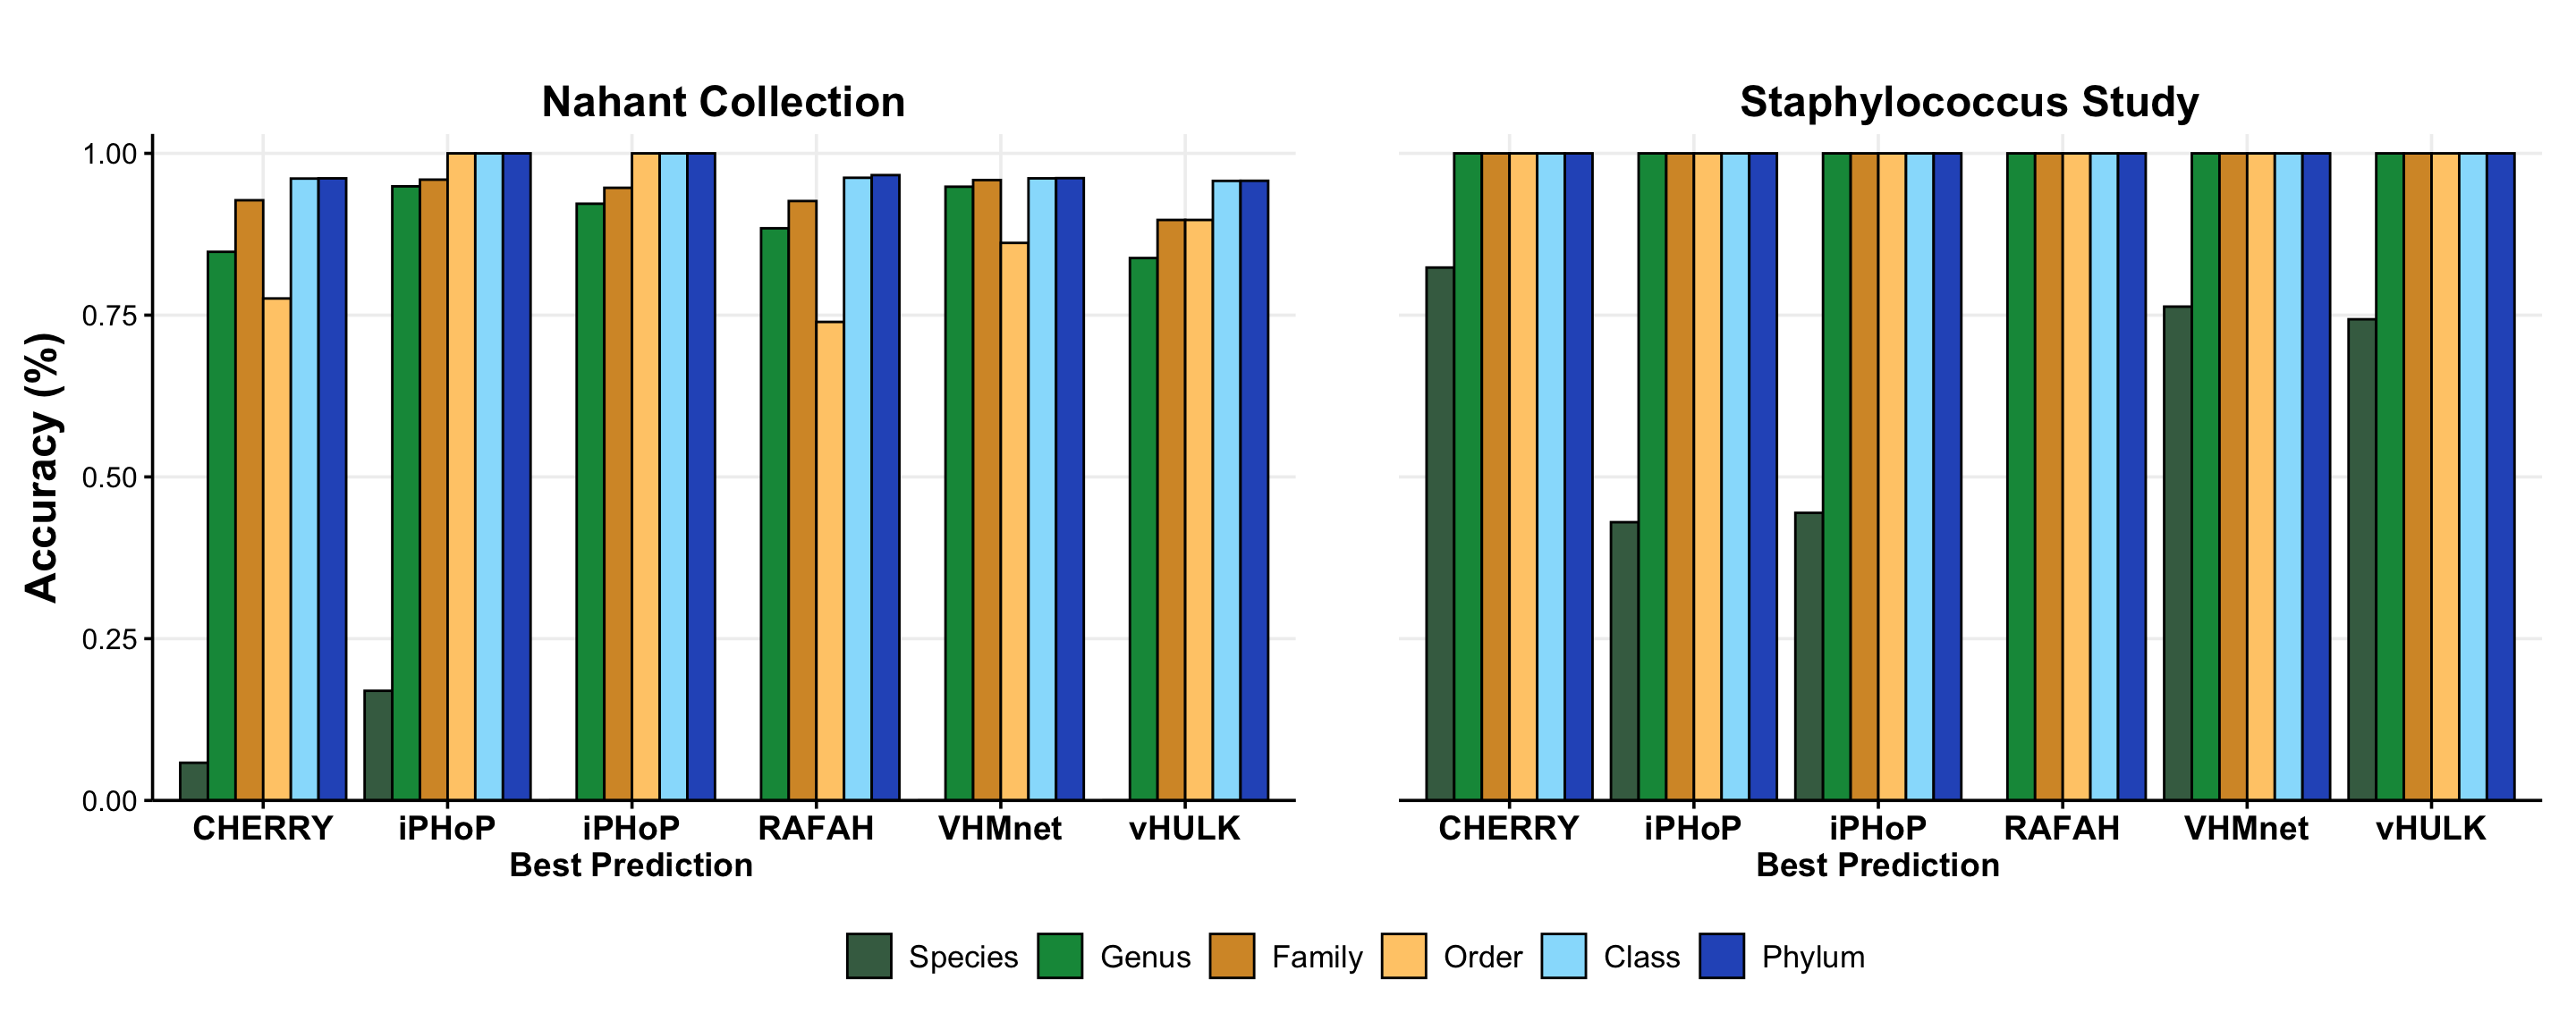 Nahant Collection
Staphylococcus Study
Accuracy (%)
1.00
0.75
0.50
0.25
0.00
CHERRY iPHoP iPHoP RAFAH VHMnet vHULK
Best Prediction
CHERRY iPHoP iPHoP RAFAH VHMnet vHULK
Best Prediction
Species Genus Family Order Class Phylum